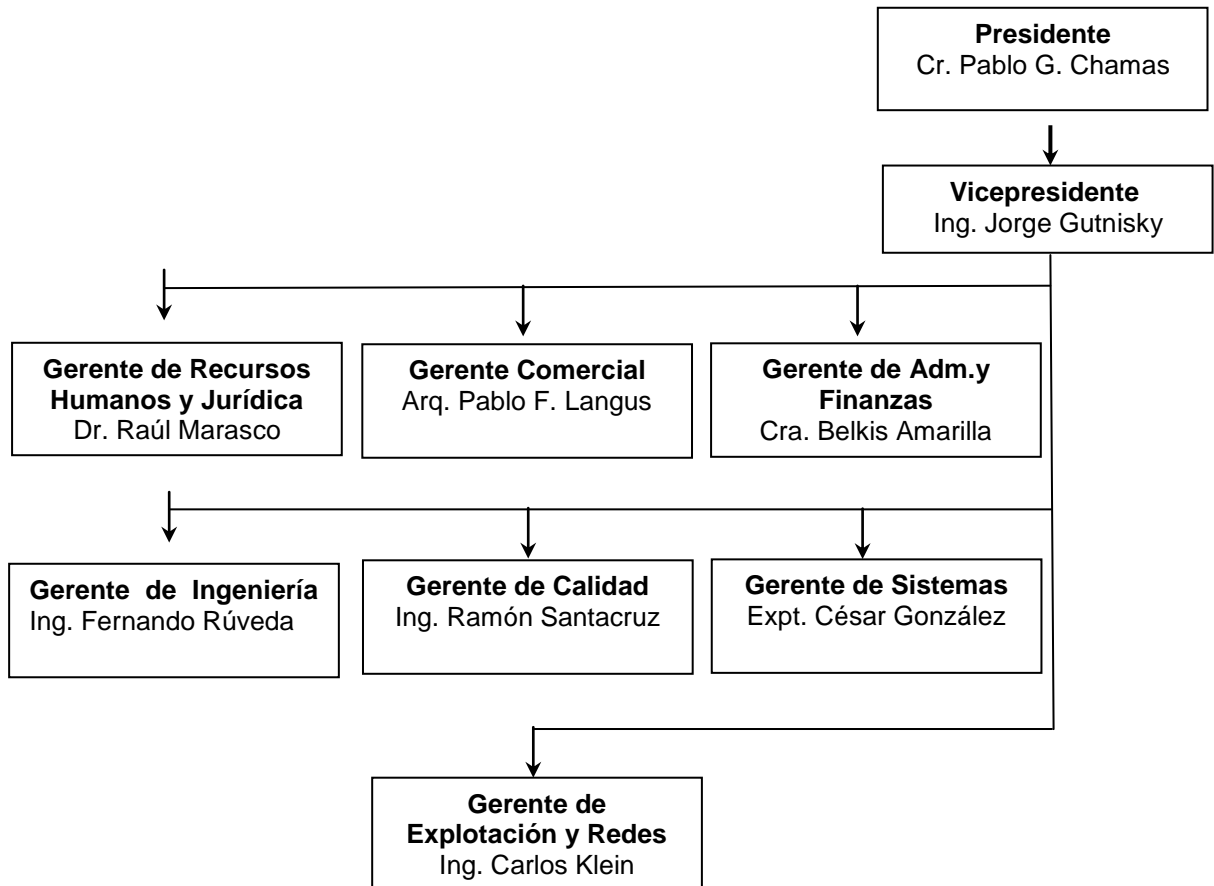 Presidente
Cr. Pablo G. Chamas
Vicepresidente
Ing. Jorge Gutnisky
Gerente de Recursos
Humanos y Jurídica
Dr. Raúl Marasco
Gerente Comercial
Arq. Pablo F. Langus
Gerente de Adm.y
Finanzas
Cra. Belkis Amarilla
Gerente de Ingeniería
Ing. Fernando Rúveda
Gerente de Calidad
Ing. Ramón Santacruz
Gerente de Sistemas
Expt. César González
Gerente de
Explotación y Redes
Ing. Carlos Klein